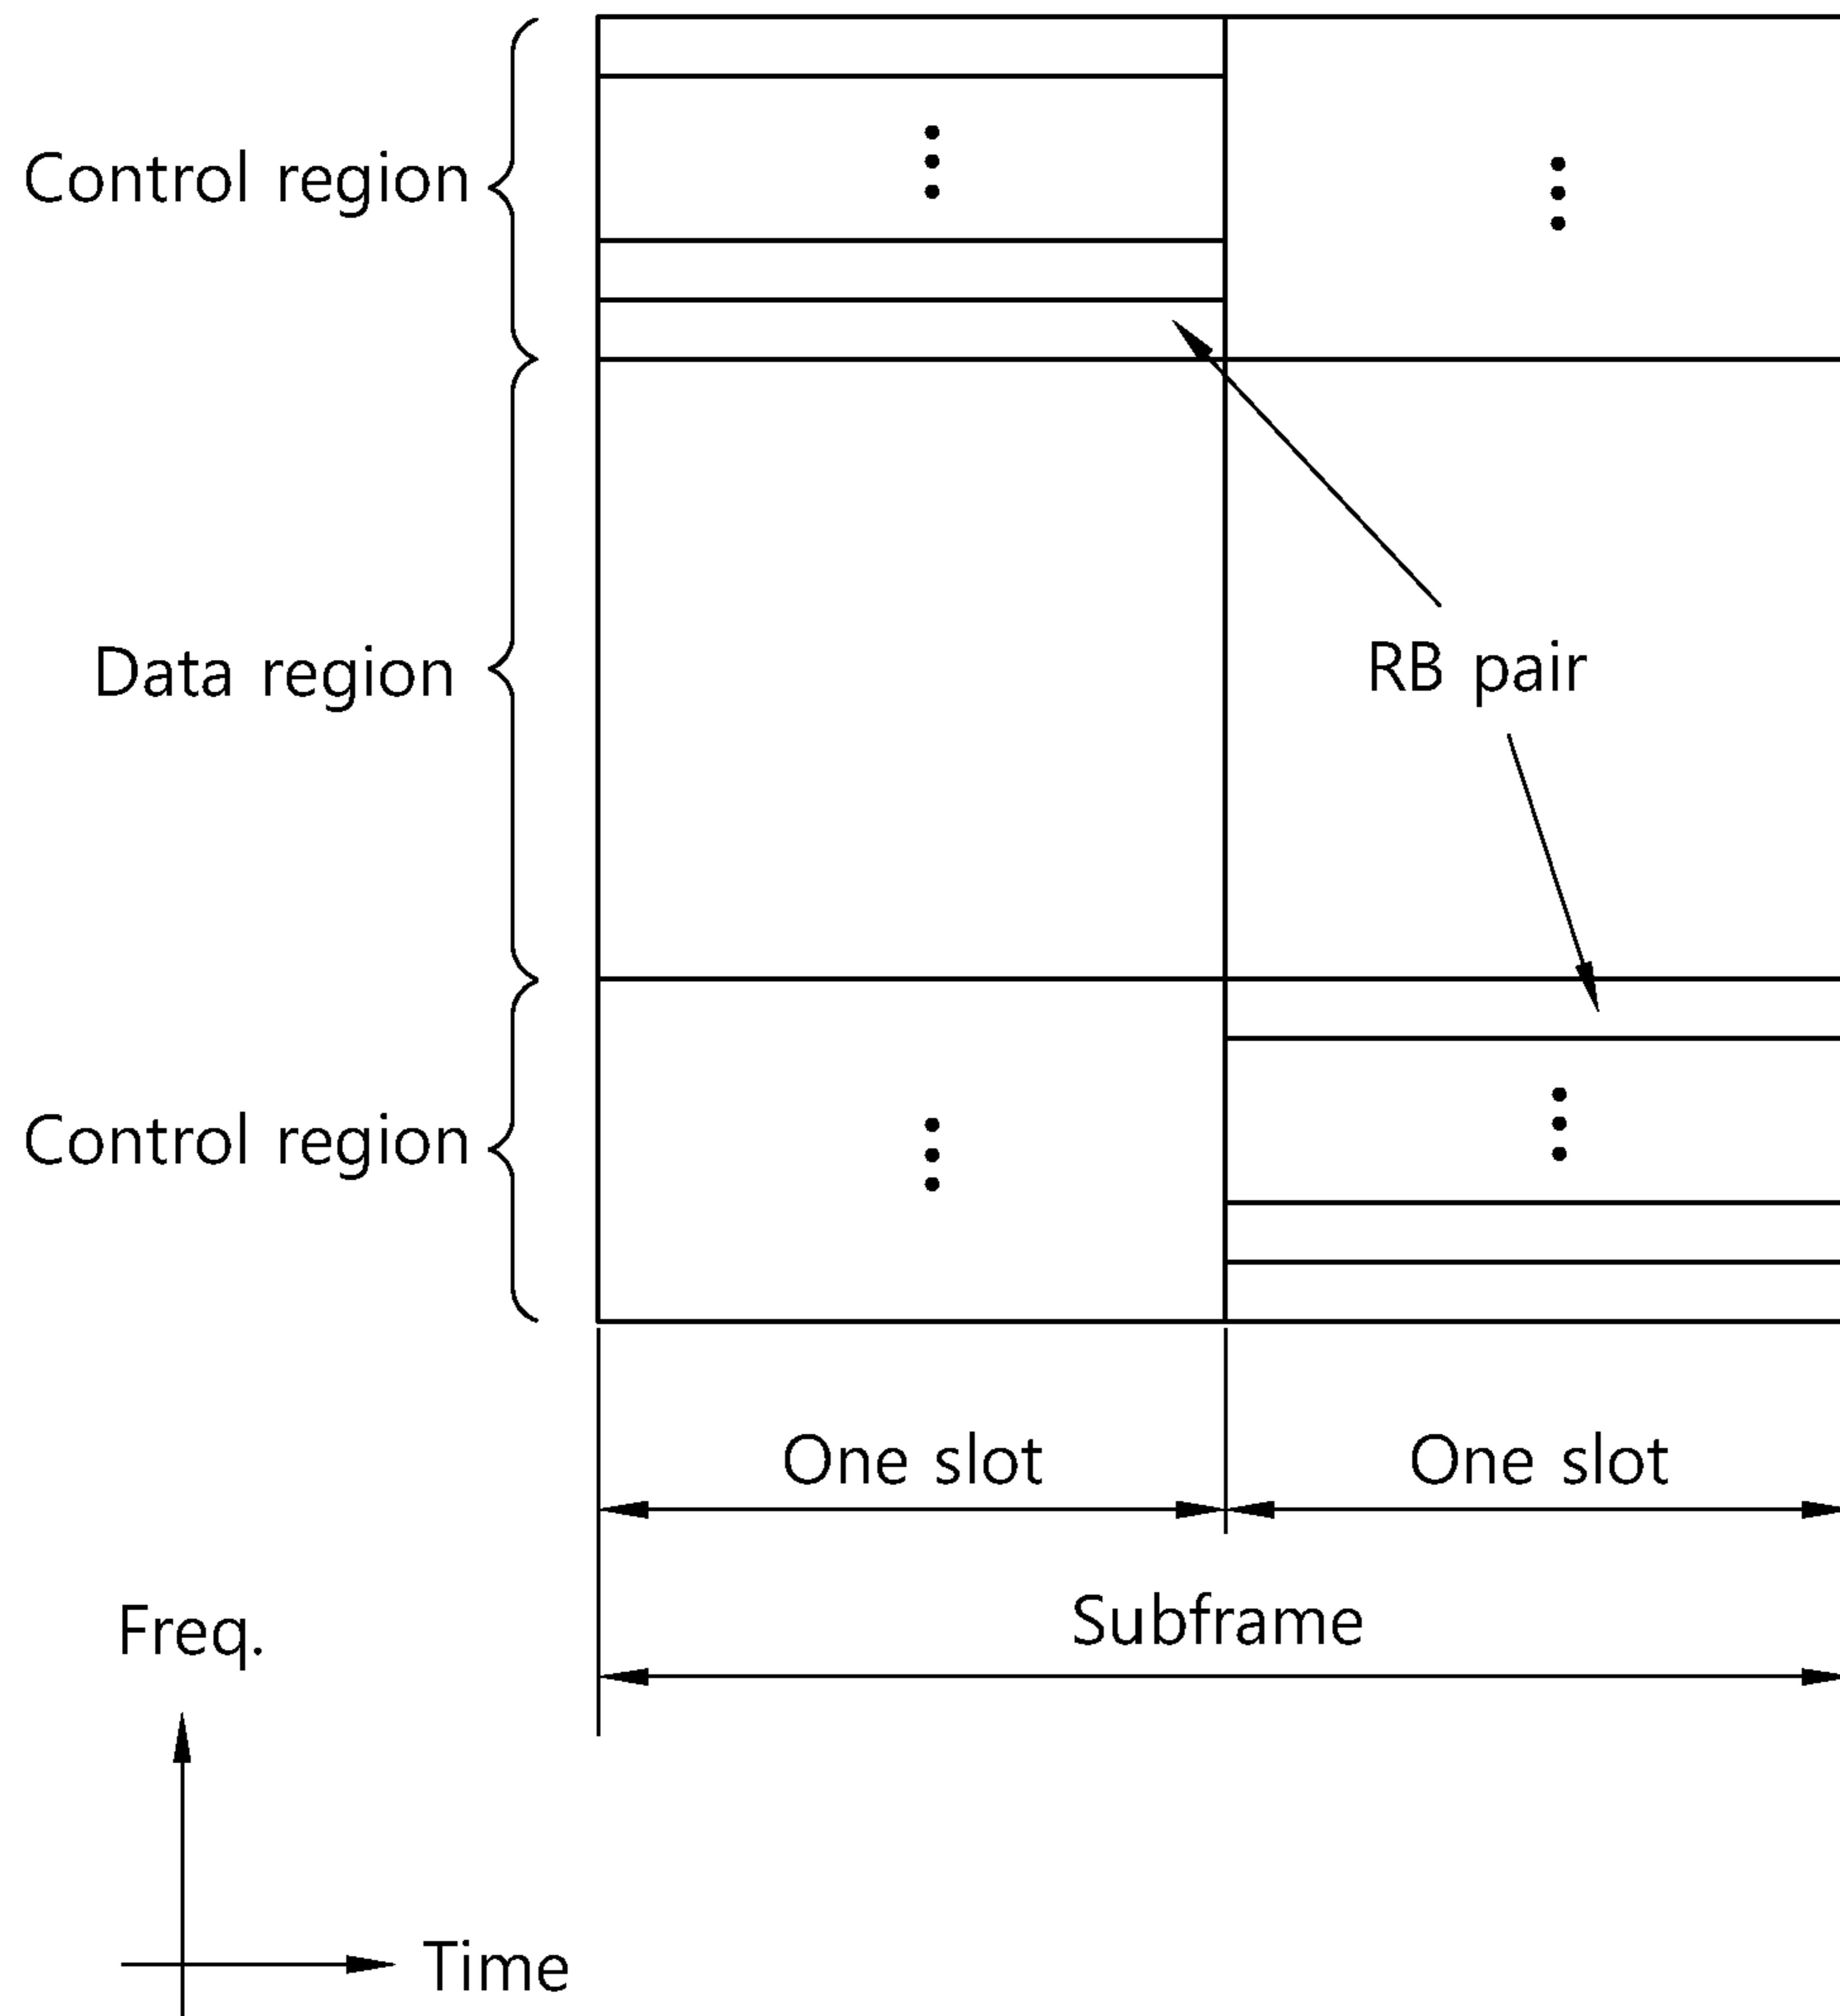 Control region
Data region
RB pair
Control region
One slot
One slot
Subframe
Freq.
Time